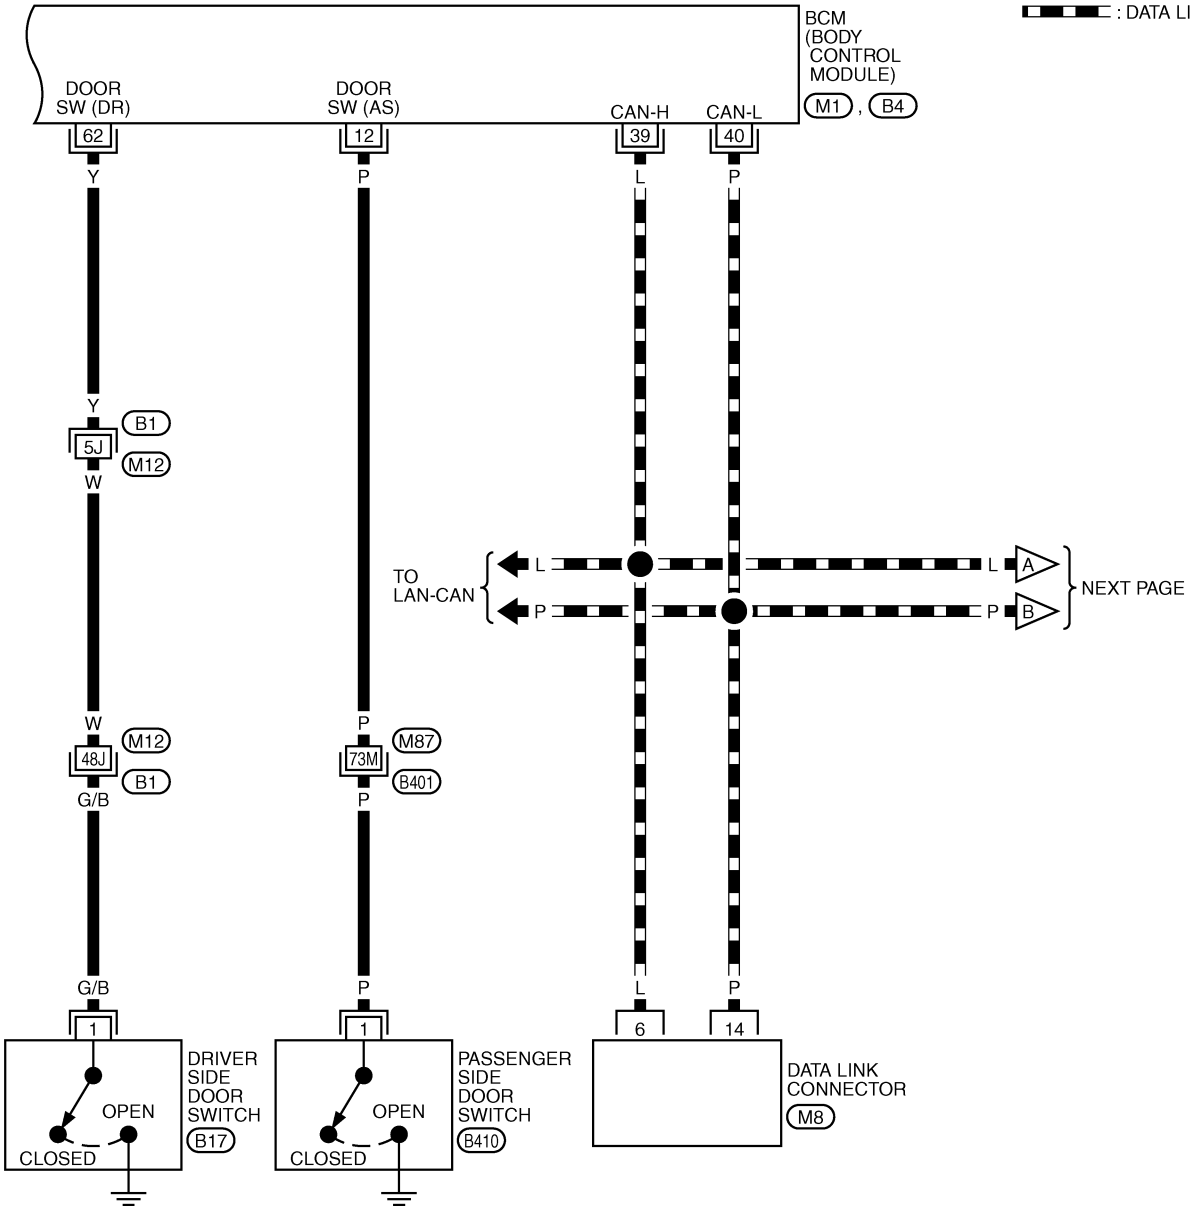 : DATA LI
BCM
(BODY
CONTROL
MODULE)
M1 , B4
DOOR
SW (DR)
DOOR
SW (AS)
CAN-H
CAN-L
62
12
39
40
Y
P
L
P
Y
B1
5J
M12
W
TO
LAN-CAN
L
L
A
P
P
B
NEXT PAGE
W
P
M12
M87
48J
73M
B1
B401
G/B
P
G/B
P
L
P
1
1
6
14
DRIVER
SIDE
DOOR
SWITCH
B17
OPEN
CLOSED
PASSENGER
SIDE
DOOR
SWITCH
B410
OPEN
CLOSED
DATA LINK
CONNECTOR
M8